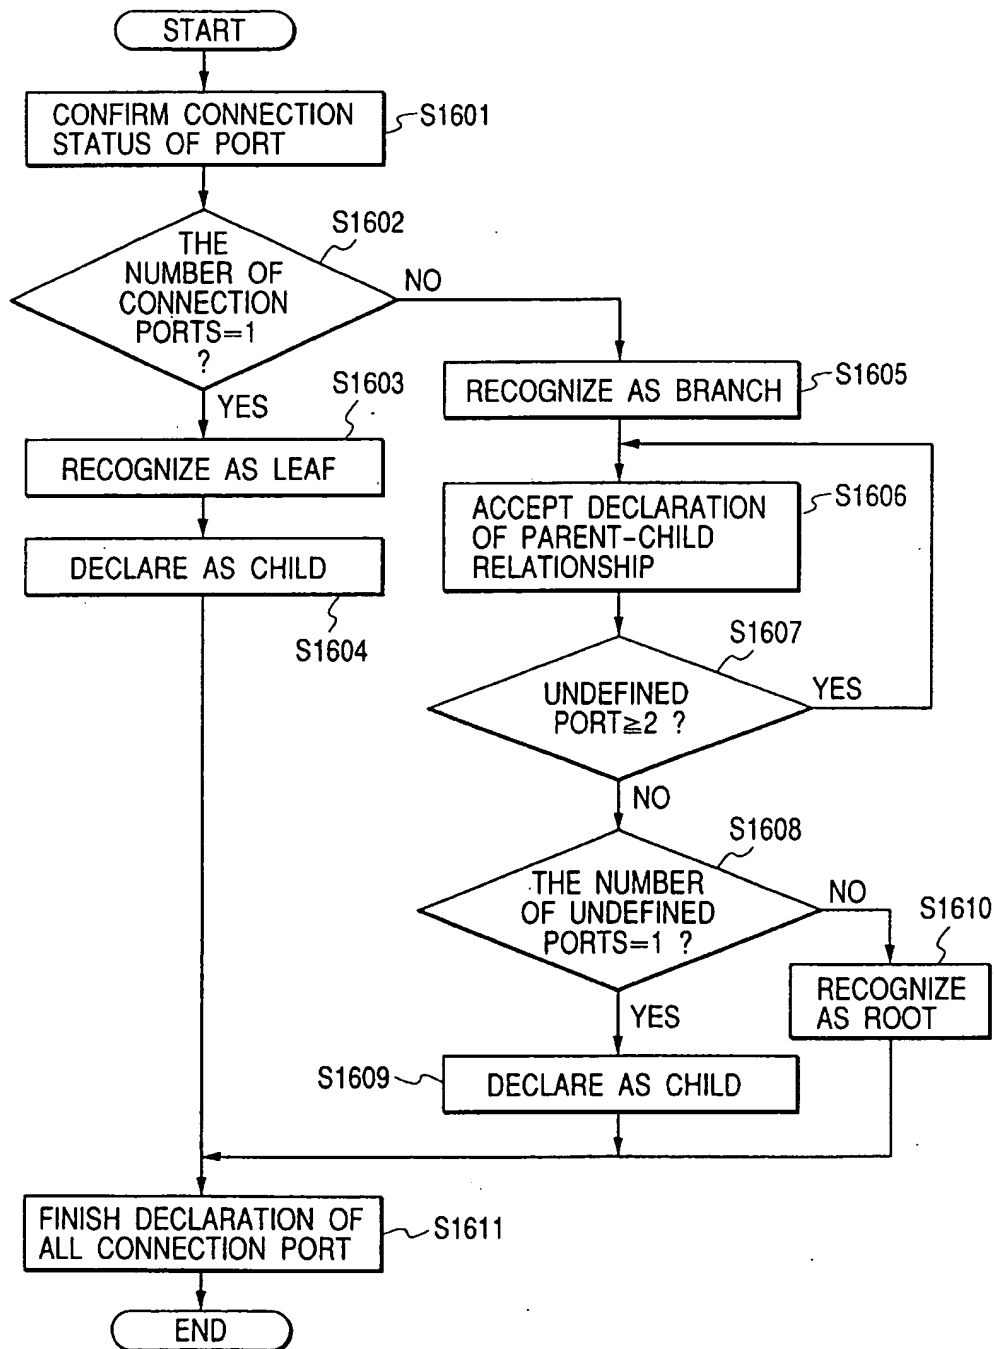 START
CONFIRM CONNECTION
STATUS OF PORT
S1601
S1602
THE
NUMBER OF
CONNECTION
PORTS=1
?
NO
YES
S1603
RECOGNIZE AS LEAF
DECLARE AS CHILD
S1604
RECOGNIZE AS BRANCH
S1605
ACCEPT DECLARATION
OF PARENT-CHILD
RELATIONSHIP
S1606
S1607
UNDEFINED
PORT≧2 ?
YES
NO
S1608
THE NUMBER
OF UNDEFINED
PORTS=1 ?
NO
S1610
RECOGNIZE
AS ROOT
YES
S1609
DECLARE AS CHILD
FINISH DECLARATION OF
ALL CONNECTION PORT
S1611
END